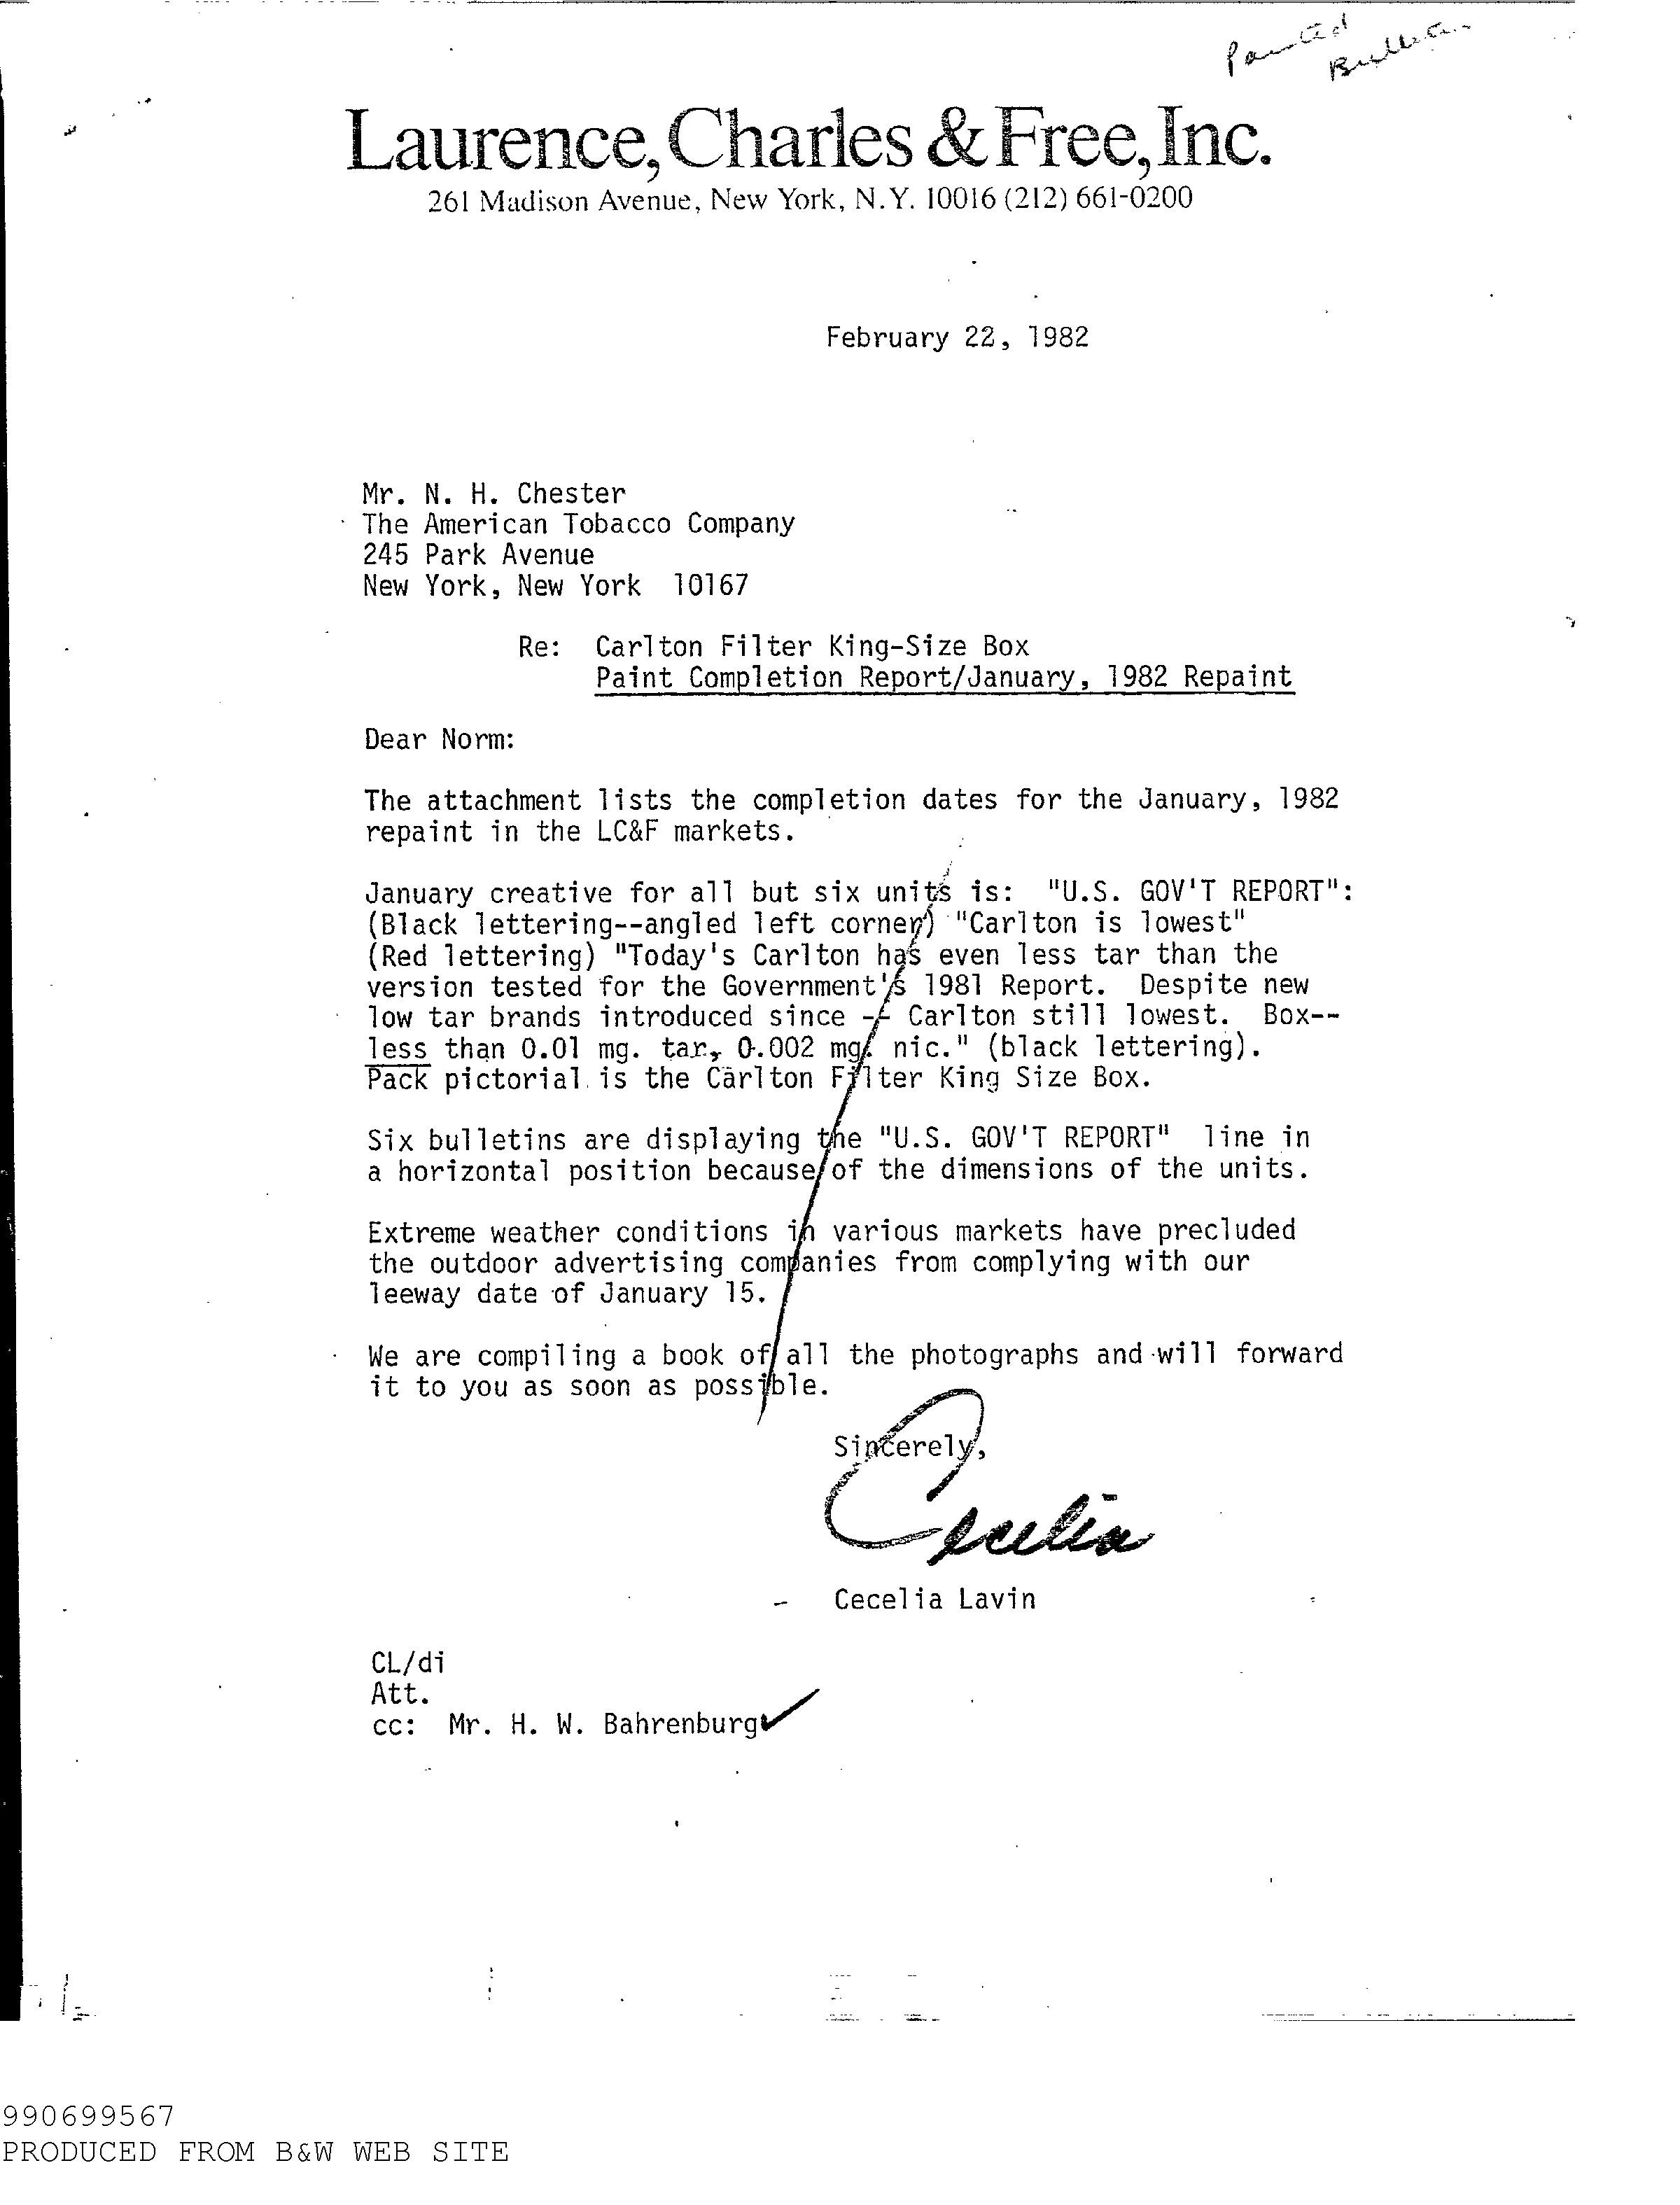 Painted
Bulletin
Laurence, Charles & Free, Inc.
261 Madison Avenue, New York, N.Y. 10016 (212) 661-0200
February 22, 1982
Mr. N. H. Chester
The American Tobacco Company
245 Park Avenue
New York, New York 10167
Re: Carlton Filter King-Size Box
Paint Completion Report/January, 1982 Repaint
Dear Norm:
The attachment lists the completion dates for the January, 1982
repaint in the LC&F markets.
January creative for all but six units is: "U.S. GOV'T REPORT":
(Black lettering--angled left corner) "Carlton is lowest"
(Red lettering) "Today's Carlton has even less tar than the
version tested for the Government's 1981 Report. Despite new
low tar brands introduced since -- Carlton still lowest. Box--
less than 0.01 mg. tar, 0.002 mg. nic." (black lettering).
Pack pictorial is the Carlton Filter King Size Box.
Six bulletins are displaying the "U.S. GOV'T REPORT" line in
a horizontal position because of the dimensions of the units.
Extreme weather conditions in various markets have precluded
the outdoor advertising companies from complying with our
leeway date of January 15.
We are compiling a book of all the photographs and will forward
it to you as soon as possible.
Sincerely,
Cecelia
Cecelia Lavin
CL/di
Att.
cc: Mr. H. W. Bahrenburg
990699567
PRODUCED FROM B&W WEB SITE